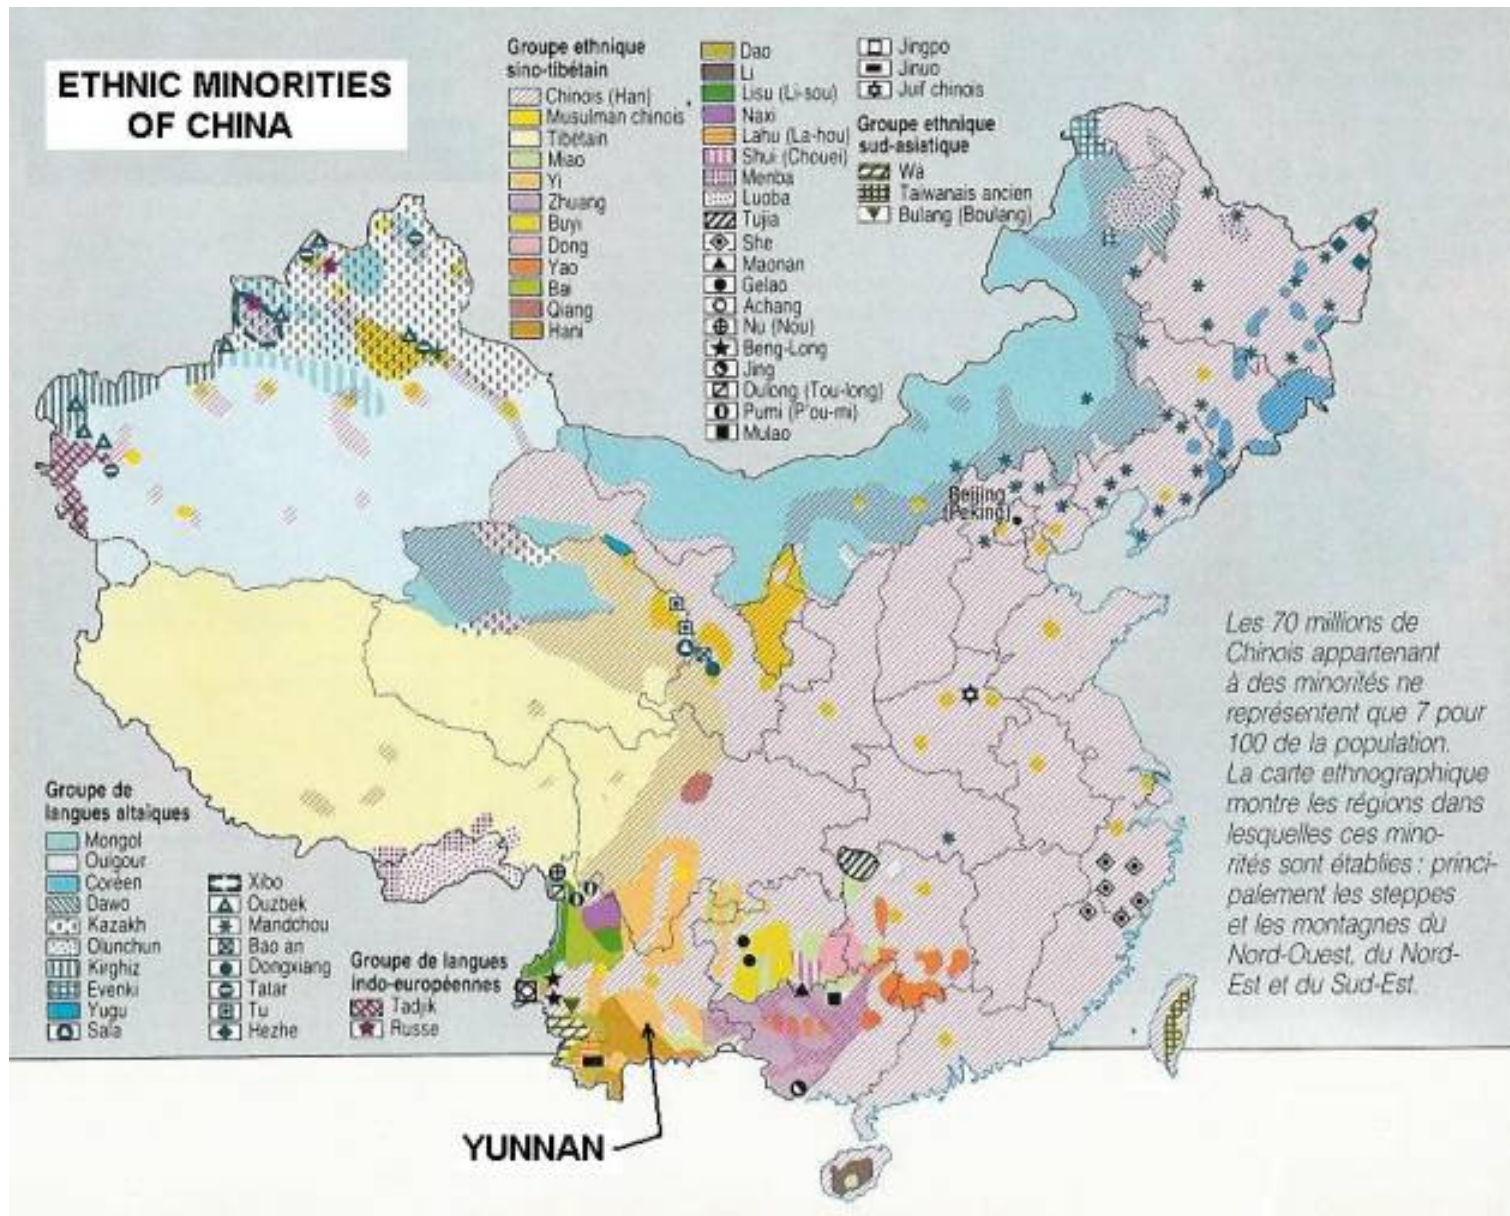 ETHNIC MINORITIES
OF CHINA
Groupe ethnique
sino-tibétain
Chinois (Han)
Musulman chinois
Tibétain
Miao
Yi
Zhuang
Buyi
Dong
Yao
Bai
Qiang
Hani
Dao
Li
Lisu (Li-sou)
Naxi
Lahu (La-hou)
Shui (Chouei)
Menba
Luoba
Tujia
She
Maonan
Gelao
Achang
Nu (Nou)
Beng-Long
Jing
Dulong (Tou-long)
Pumi (P'ou-mi)
Mulao
Jingpo
Jinuo
Juif chinois
Groupe ethnique
sud-asiatique
Wa
Taiwanais ancien
Bulang (Boulang)
Beijing
(Peking)
Les 70 millions de
Chinois appartenant
à des minorités ne
représentent que 7 pour
100 de la population.
La carte ethnographique
montre les régions dans
lesquelles ces mino-
rités sont établies : princi-
palement les steppes
et les montagnes du
Nord-Ouest, du Nord-
Est et du Sud-Est.
Groupe de
langues altaïques
Mongol
Ouigour
Coréen
Dawo
Kazakh
Olunchun
Kirghiz
Evenki
Yugu
Sala
Xibo
Ouzbek
Mandchou
Bao an
Dongxiang
Tatar
Tu
Hezhe
Groupe de langues
indo-européennes
Tadjik
Russe
YUNNAN